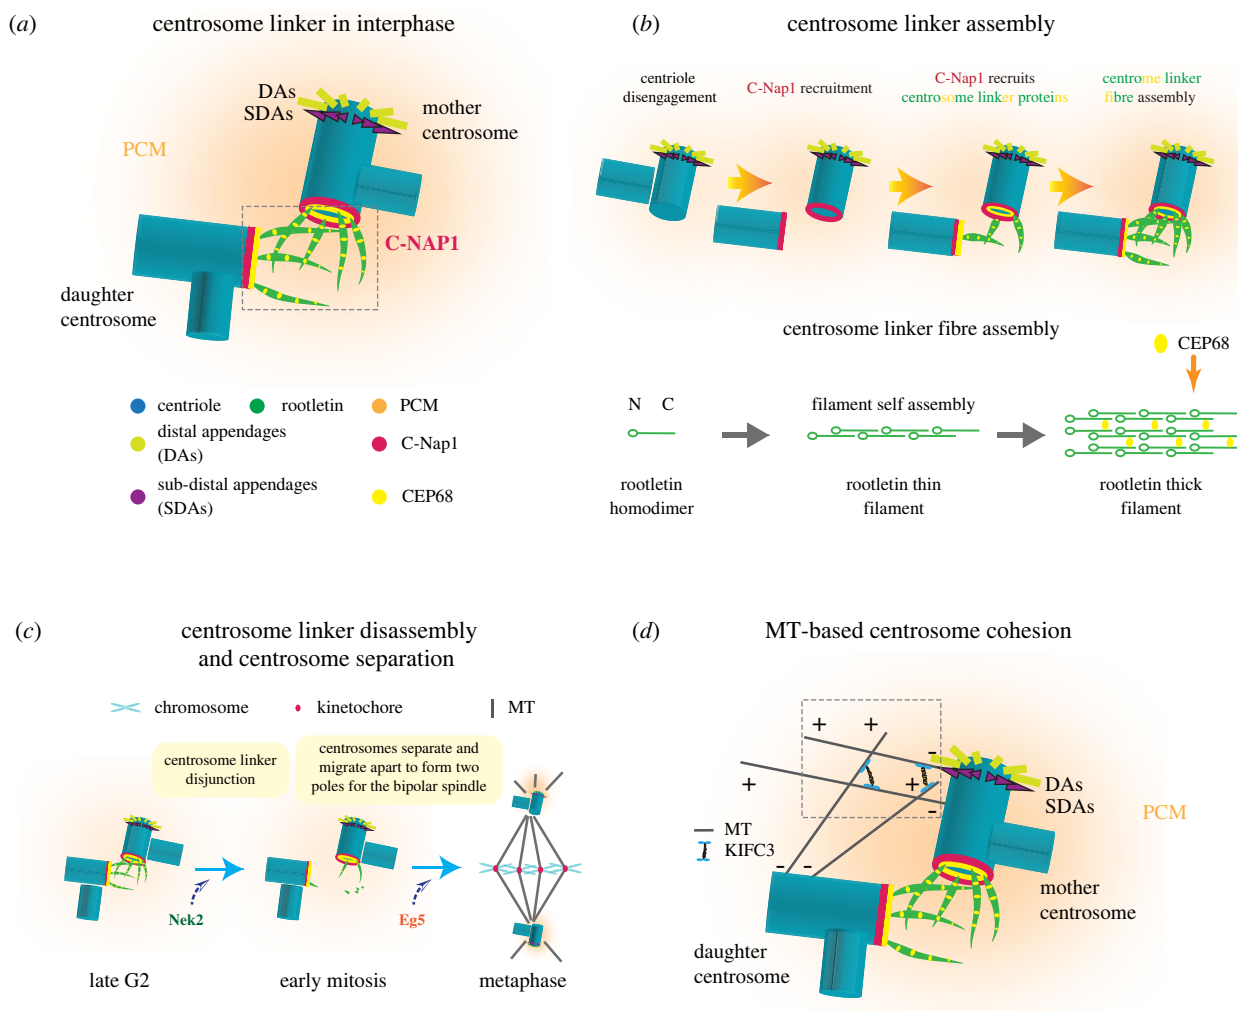 (a)
centrosome linker in interphase
DAs
SDAs
mother
centrosome
PCM
C-NAP1
daughter
centrosome
centriole
rootletin
PCM
distal appendages
(DAs)
C-Nap1
sub-distal appendages
(SDAs)
CEP68
(b)
centrosome linker assembly
centriole
disengagement
C-Nap1 recruitment
C-Nap1 recruits
centrosome linker proteins
centrome linker
fibre assembly
centrosome linker fibre assembly
CEP68
N C
filament self assembly
rootletin
homodimer
rootletin thin
filament
rootletin thick
filament
(c)
centrosome linker disassembly
and centrosome separation
chromosome
kinetochore
MT
centrosome linker
disjunction
centrosomes separate and
migrate apart to form two
poles for the bipolar spindle
Nek2
Eg5
late G2
early mitosis
metaphase
(d)
MT-based centrosome cohesion
+ +
-
+
+
-
DAs
SDAs
PCM
MT
KIFC3
- -
mother
centrosome
daughter
centrosome